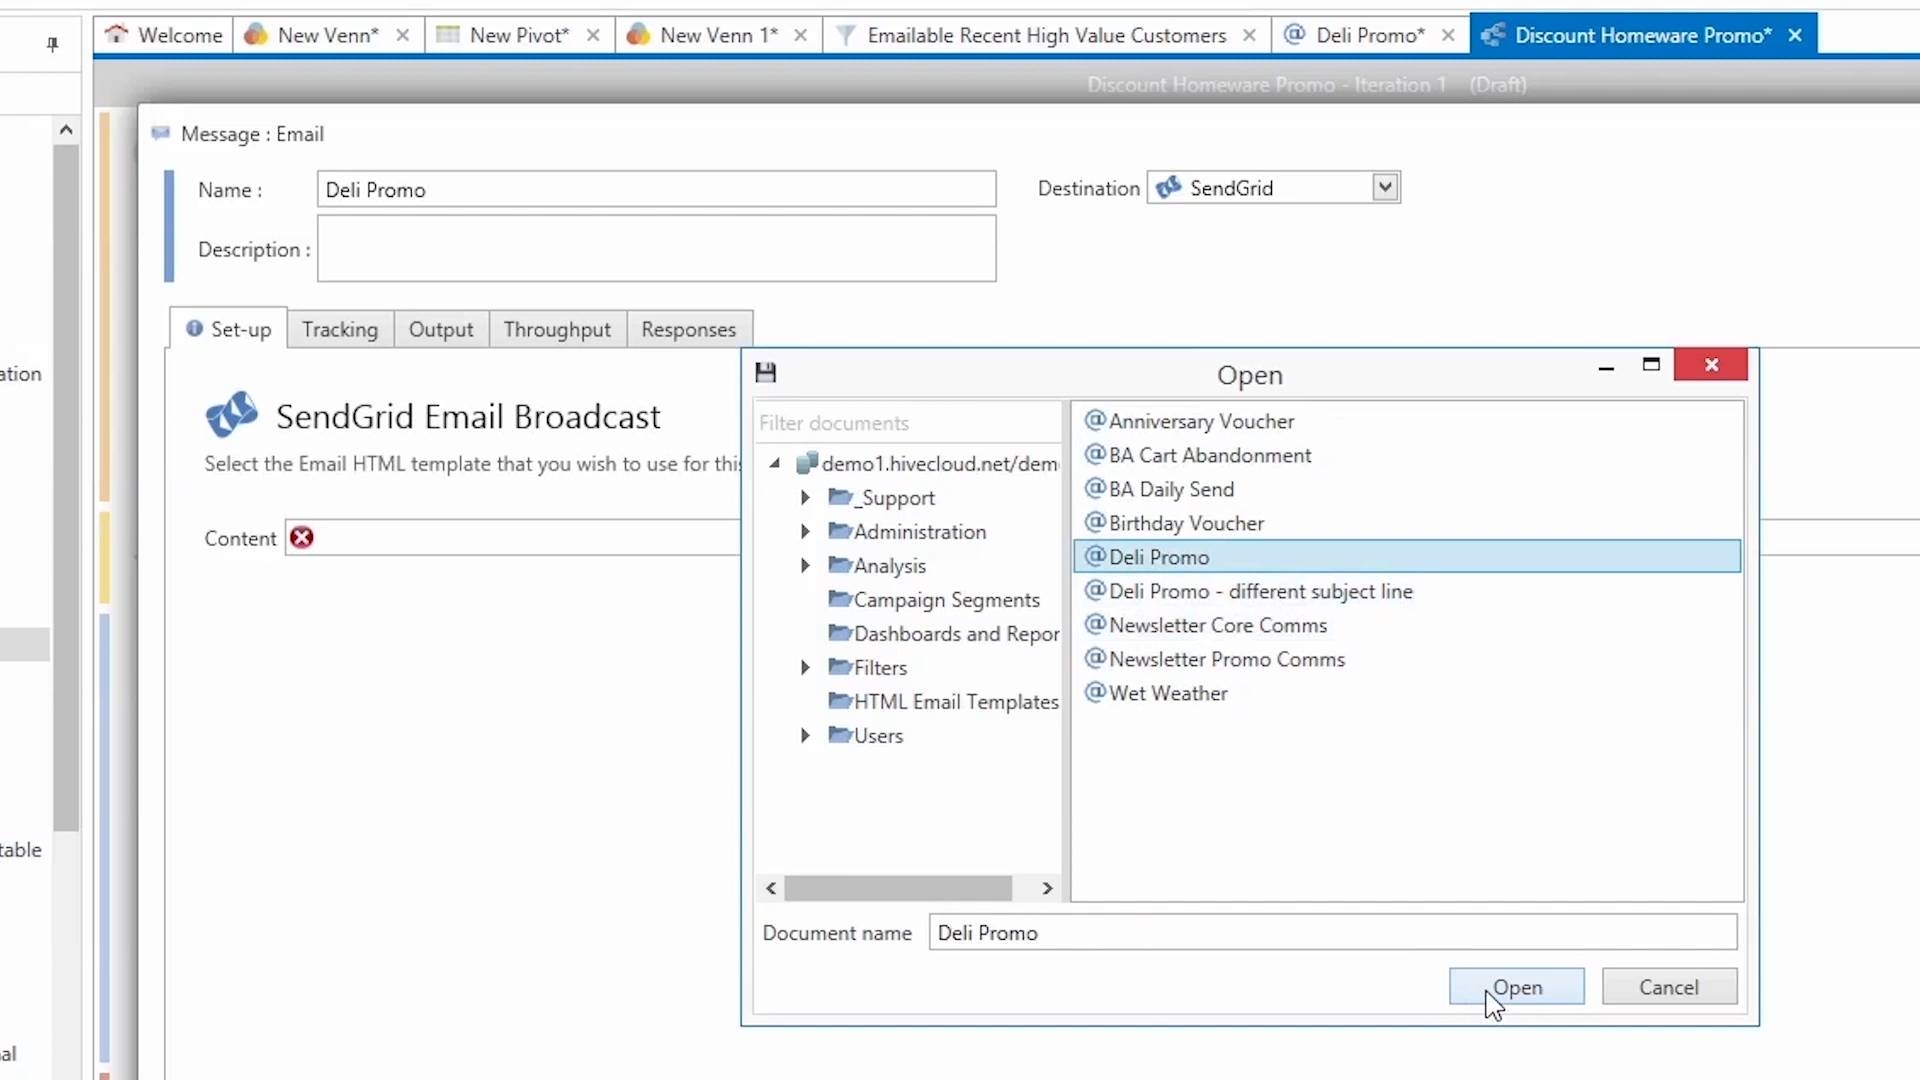 Welcome
New Venn*
New Pivot*
New Venn 1*
Emailable Recent High Value Customers
Deli Promo*
Discount Homeware Promo*
Discount Homeware Promo - Iteration 1 (Draft)
Message : Email
Name :
Deli Promo
Destination
SendGrid
Description :
Set-up
Tracking
Output
Throughput
Responses
ation
table
al
SendGrid Email Broadcast
Select the Email HTML template that you wish to use for this
Content
Open
Filter documents
demo1.hivecloud.net/dem
_Support
Administration
Analysis
Campaign Segments
Dashboards and Repor
Filters
HTML Email Templates
Users
Anniversary Voucher
BA Cart Abandonment
BA Daily Send
Birthday Voucher
Deli Promo
Deli Promo - different subject line
Newsletter Core Comms
Newsletter Promo Comms
Wet Weather
Document name
Deli Promo
Open
Cancel